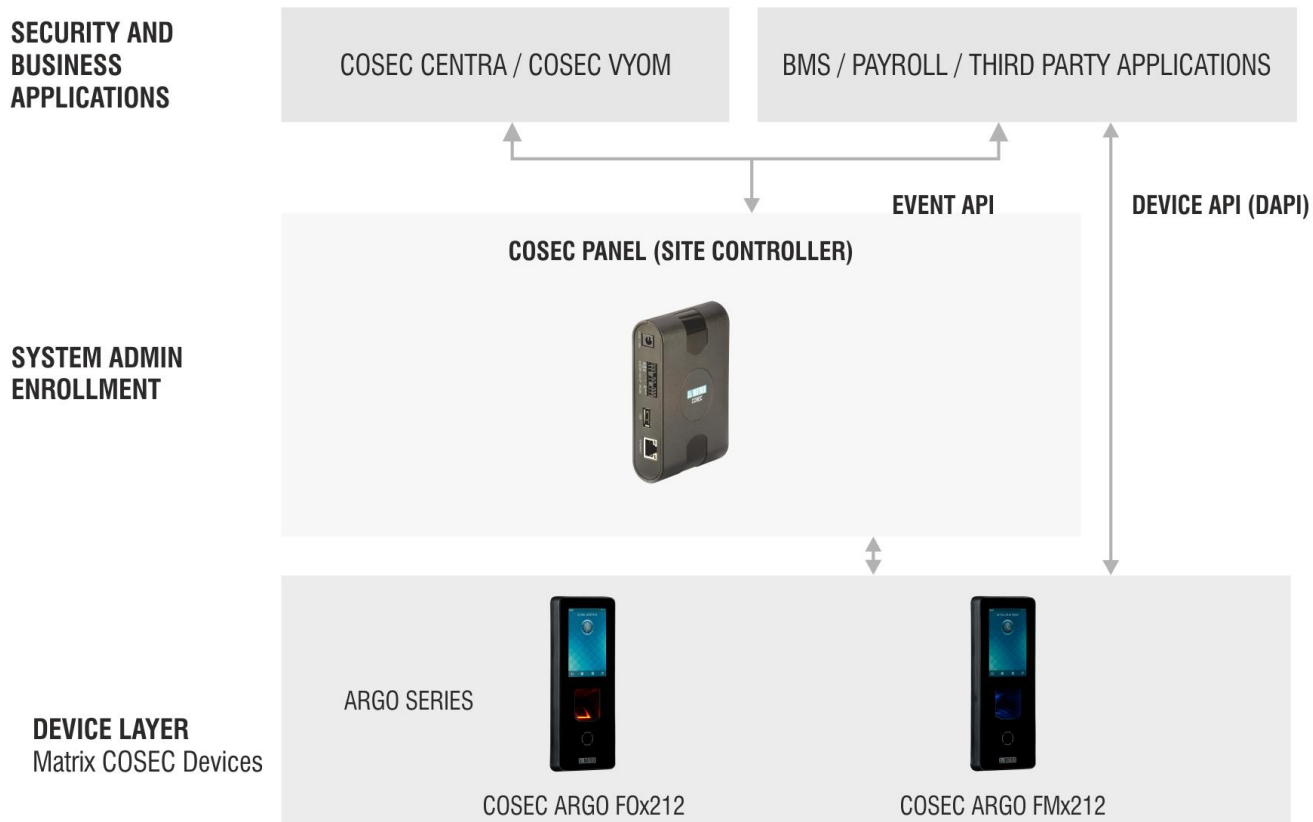 SECURITY AND
BUSINESS
APPLICATIONS
COSEC CENTRA / COSEC VYOM
BMS / PAYROLL / THIRD PARTY APPLICATIONS
EVENT API
DEVICE API (DAPI)
COSEC PANEL (SITE CONTROLLER)
MATRIX
COSEC
SYSTEM ADMIN
ENROLLMENT
ARGO SERIES
DEVICE LAYER
Matrix COSEC Devices
COSEC ARGO FOx212
COSEC ARGO FMx212